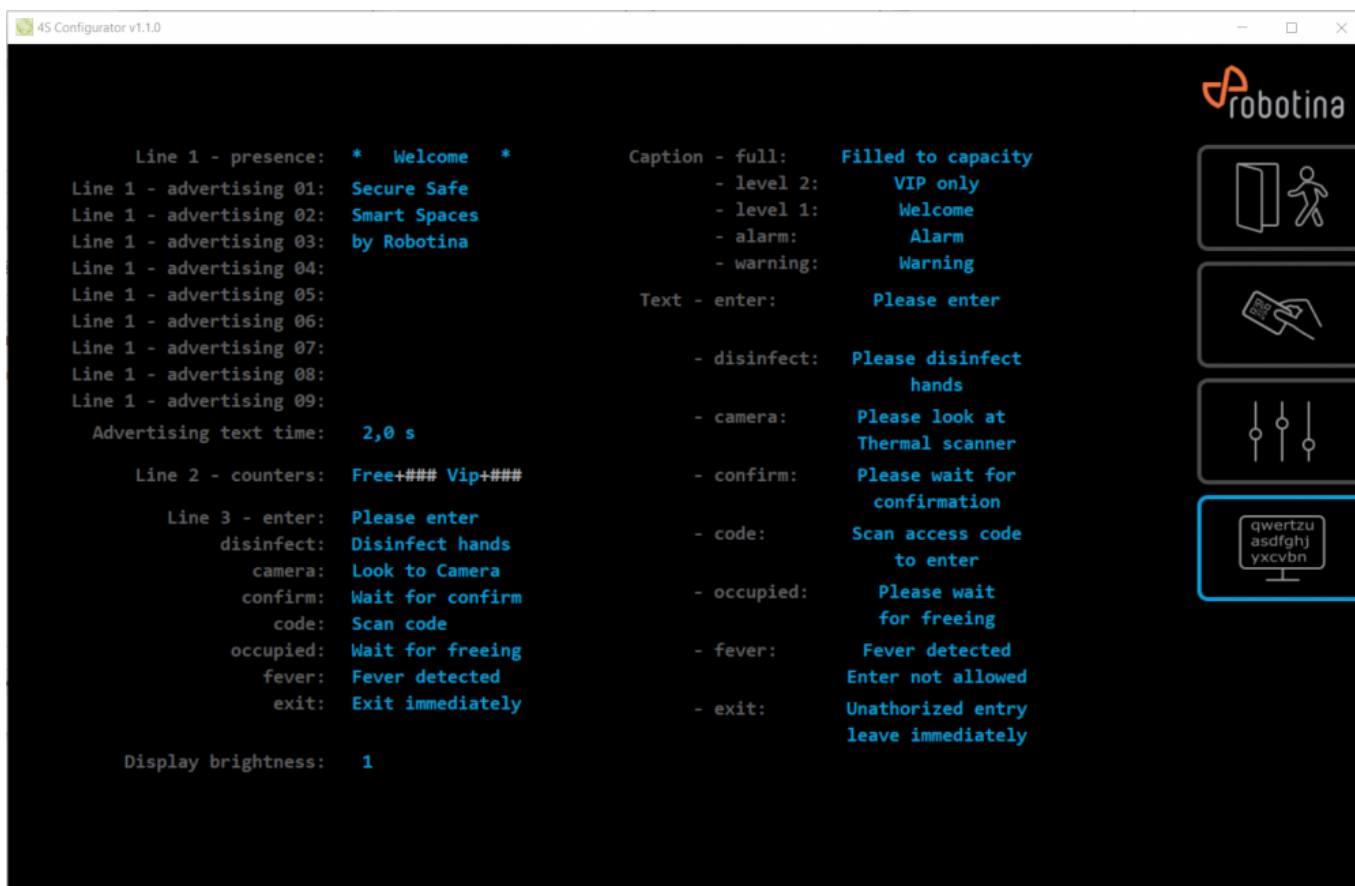 4S Configurator v1.1.0
robotina
Line 1 - presence: * Welcome *
Line 1 - advertising 01: Secure Safe
Line 1 - advertising 02: Smart Spaces
Line 1 - advertising 03: by Robotina
Line 1 - advertising 04:
Line 1 - advertising 05:
Line 1 - advertising 06:
Line 1 - advertising 07:
Line 1 - advertising 08:
Line 1 - advertising 09:
Advertising text time: 2,0 s
Line 2 - counters: Free+### Vip+###
Line 3 - enter: Please enter
disinfect: Disinfect hands
camera: Look to Camera
confirm: Wait for confirm
code: Scan code
occupied: Wait for freeing
fever: Fever detected
exit: Exit immediately
Display brightness: 1
Caption - full: Filled to capacity
- level 2: VIP only
- level 1: Welcome
- alarm: Alarm
- warning: Warning
Text - enter: Please enter
- disinfect: Please disinfect
hands
- camera: Please look at
Thermal scanner
- confirm: Please wait for
confirmation
- code: Scan access code
to enter
- occupied: Please wait
for freeing
- fever: Fever detected
Enter not allowed
- exit: Unathorized entry
leave immediately
qwertzu
asdfghj
yxcvbn